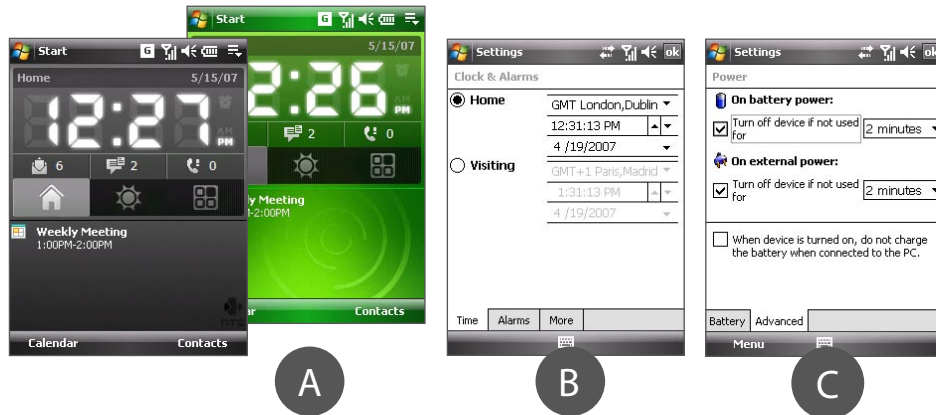 Start
G
Home
5/15/07
12:27
AM
PM
6
2
0
Weekly Meeting
1:00PM-2:00PM
hTC
Calendar
Contacts
Start
G
5/15/07
2:26
PM
2
0
y Meeting
-2:00PM
ar
Contacts
A
Settings
ok
Clock & Alarms
Home
GMT London,Dublin
12:31:13 PM
4 /19/2007
Visiting
GMT+1 Paris,Madrid
1:31:13 PM
4 /19/2007
Time Alarms More
B
Settings
ok
Power
On battery power:
Turn off device if not used
for
2 minutes
On external power:
Turn off device if not used
for
2 minutes
When device is turned on, do not charge
the battery when connected to the PC.
Battery Advanced
Menu
C